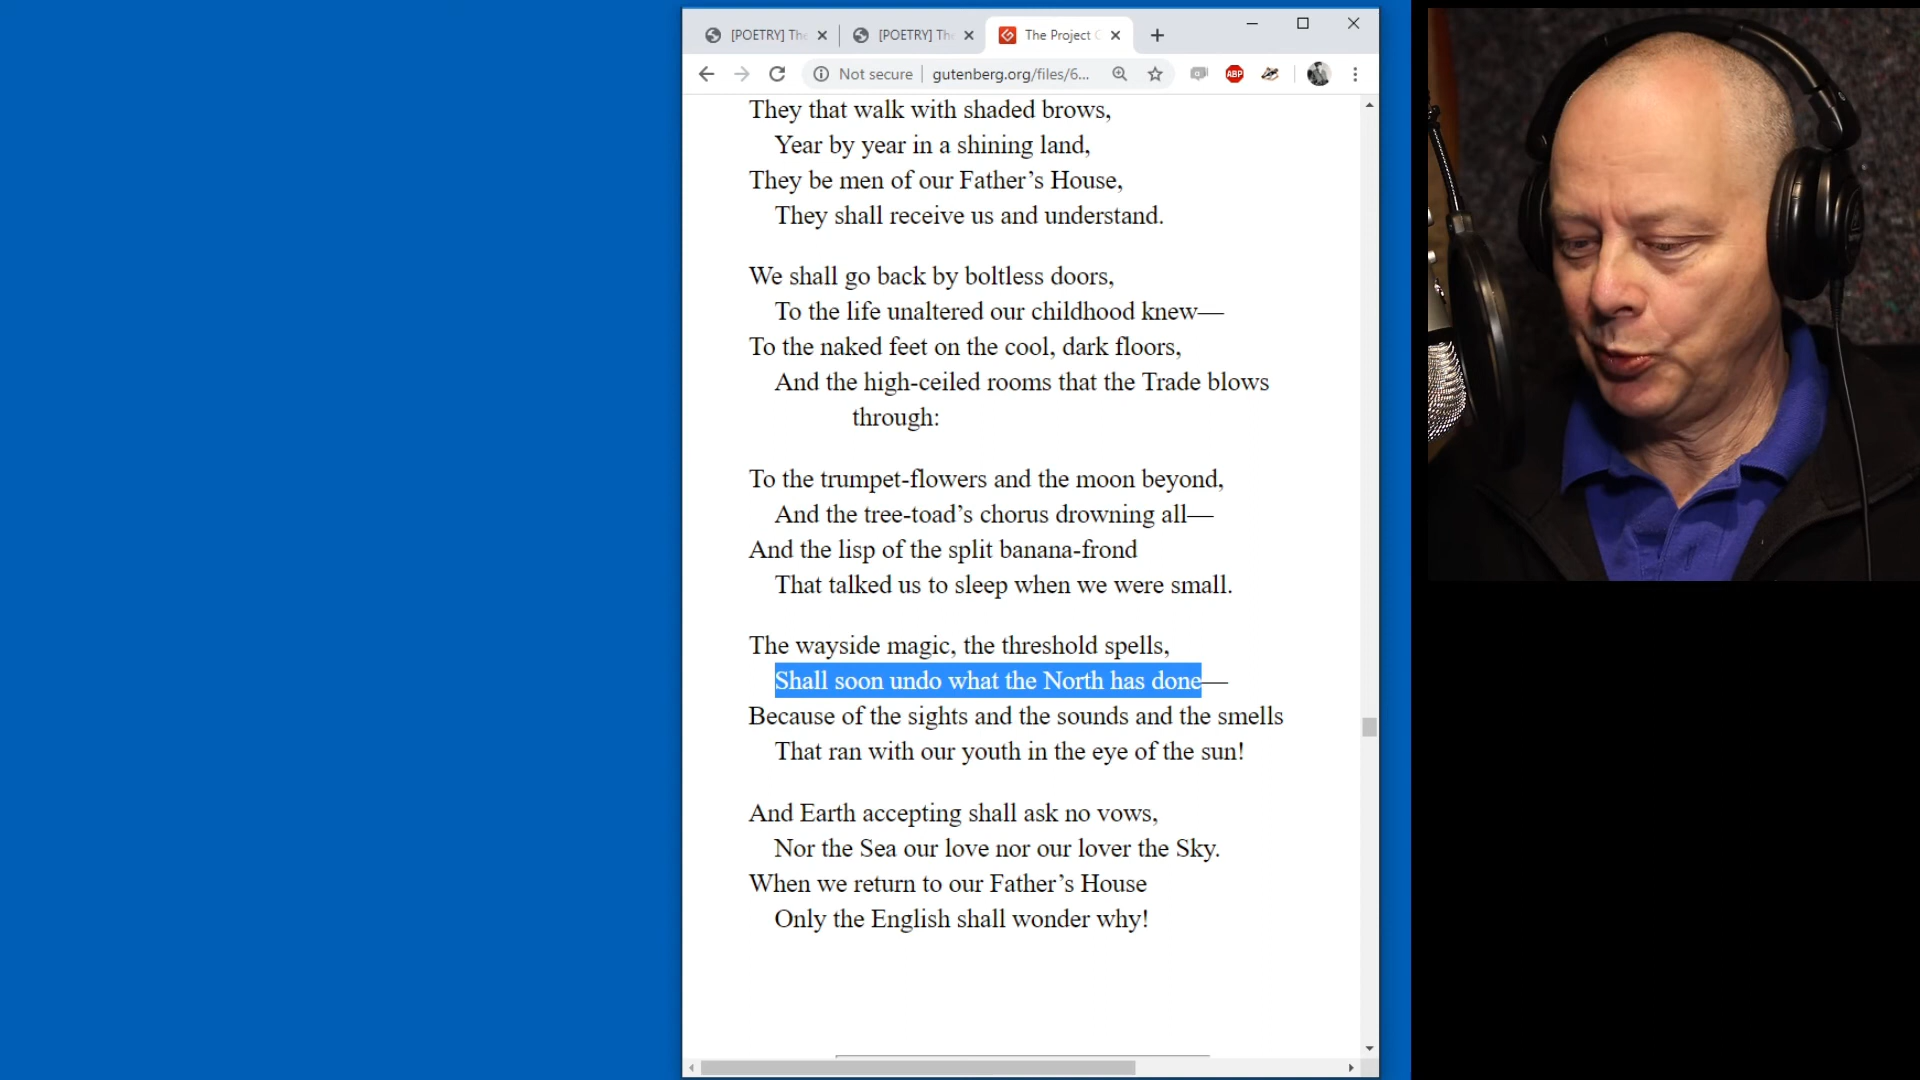 [POETRY] The
[POETRY] The
The Project G
Not secure
gutenberg.org/files/6...
ABP
They that walk with shaded brows,
Year by year in a shining land,
They be men of our Father’s House,
They shall receive us and understand.
We shall go back by boltless doors,
To the life unaltered our childhood knew—
To the naked feet on the cool, dark floors,
And the high-ceiled rooms that the Trade blows
through:
To the trumpet-flowers and the moon beyond,
And the tree-toad’s chorus drowning all—
And the lisp of the split banana-frond
That talked us to sleep when we were small.
The wayside magic, the threshold spells,
Shall soon undo what the North has done—
Because of the sights and the sounds and the smells
That ran with our youth in the eye of the sun!
And Earth accepting shall ask no vows,
Nor the Sea our love nor our lover the Sky.
When we return to our Father’s House
Only the English shall wonder why!